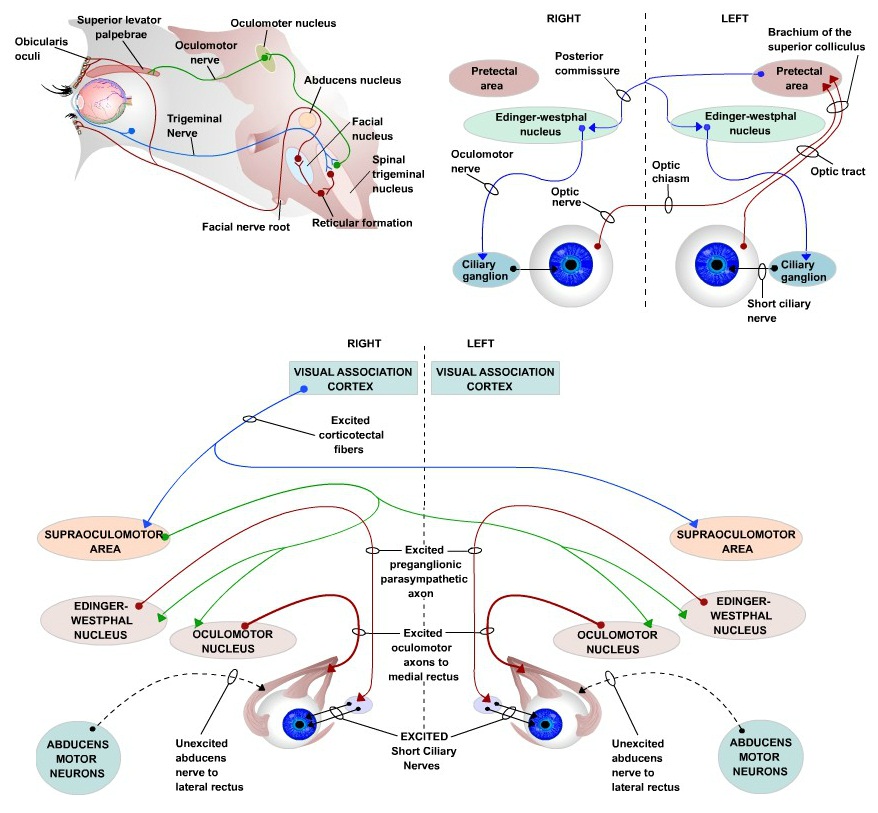 Superior levator
palpebrae
Oculomoter nucleus
Obicularis
oculi
Oculomotor
nerve
Abducens nucleus
Trigeminal
Nerve
Facial
nucleus
Spinal
trigeminal
nucleus
Facial nerve root
Reticular formation
RIGHT
LEFT
Brachium of the
superior colliculus
Posterior
commissure
Pretectal
area
Pretectal
area
Edinger-westphal
nucleus
Edinger-westphal
nucleus
Oculomotor
nerve
Optic
nerve
Optic
chiasm
Optic tract
Ciliary
ganglion
Ciliary
ganglion
Short ciliary
nerve
RIGHT
LEFT
VISUAL ASSOCIATION
CORTEX
VISUAL ASSOCIATION
CORTEX
Excited
corticotectal
fibers
SUPRAOCULOMOTOR
AREA
SUPRAOCULOMOTOR
AREA
Excited
preganglionic
parasympathetic
axon
EDINGER-
WESTPHAL
NUCLEUS
EDINGER-
WESTPHAL
NUCLEUS
OCULOMOTOR
NUCLEUS
Excited
oculomotor
axons to
medial rectus
OCULOMOTOR
NUCLEUS
ABDUCENS
MOTOR
NEURONS
Unexcited
abducens
nerve to
lateral rectus
EXCITED
Short Ciliary
Nerves
Unexcited
abducens
nerve to
lateral rectus
ABDUCENS
MOTOR
NEURONS